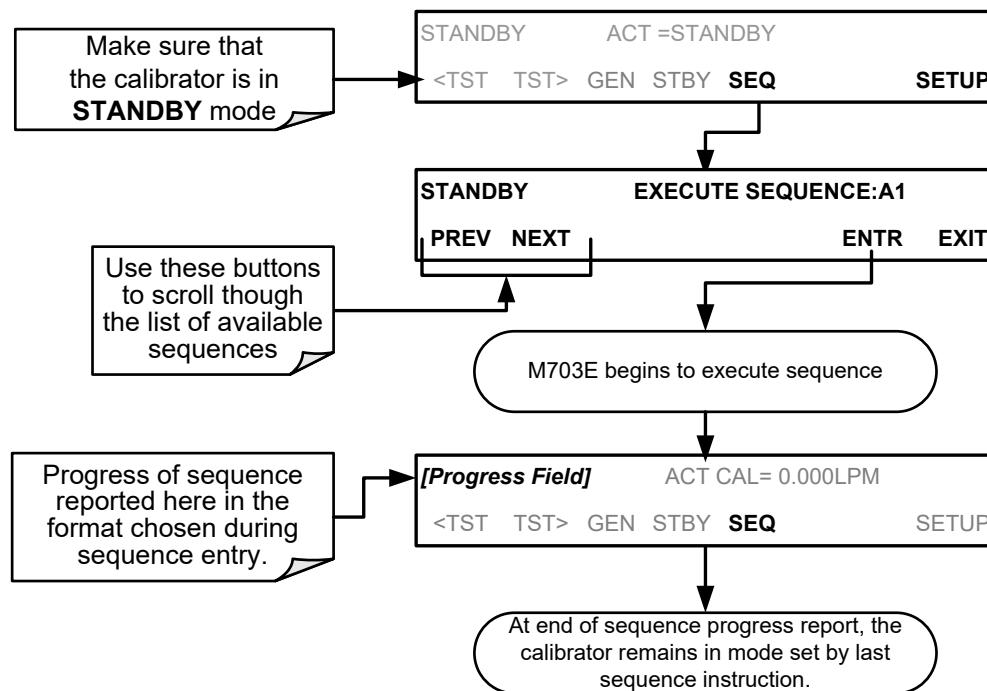 Make sure that
the calibrator is in
STANDBY mode
STANDBY ACT =STANDBY
<TST TST> GEN STBY SEQ SETUP
STANDBY EXECUTE SEQUENCE:A1
PREV NEXT ENTR EXIT
Use these buttons
to scroll though
the list of available
sequences
M703E begins to execute sequence
Progress of sequence
reported here in the
format chosen during
sequence entry.
[Progress Field] ACT CAL= 0.000LPM
<TST TST> GEN STBY SEQ SETUP
At end of sequence progress report, the
calibrator remains in mode set by last
sequence instruction.